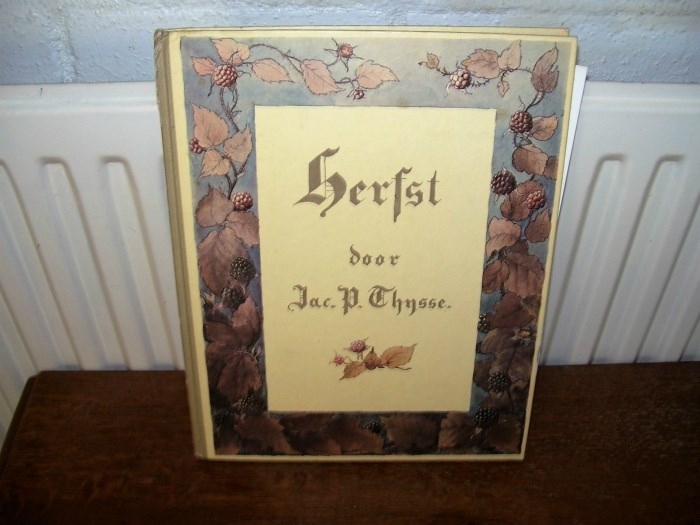 Herfst
door
Jac. P. Thysse.